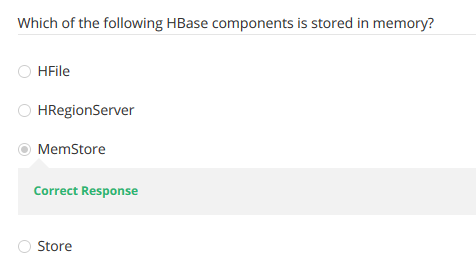 Which of the following HBase components is stored in memory?
HFile
HRegionServer
MemStore
Correct Response
Store